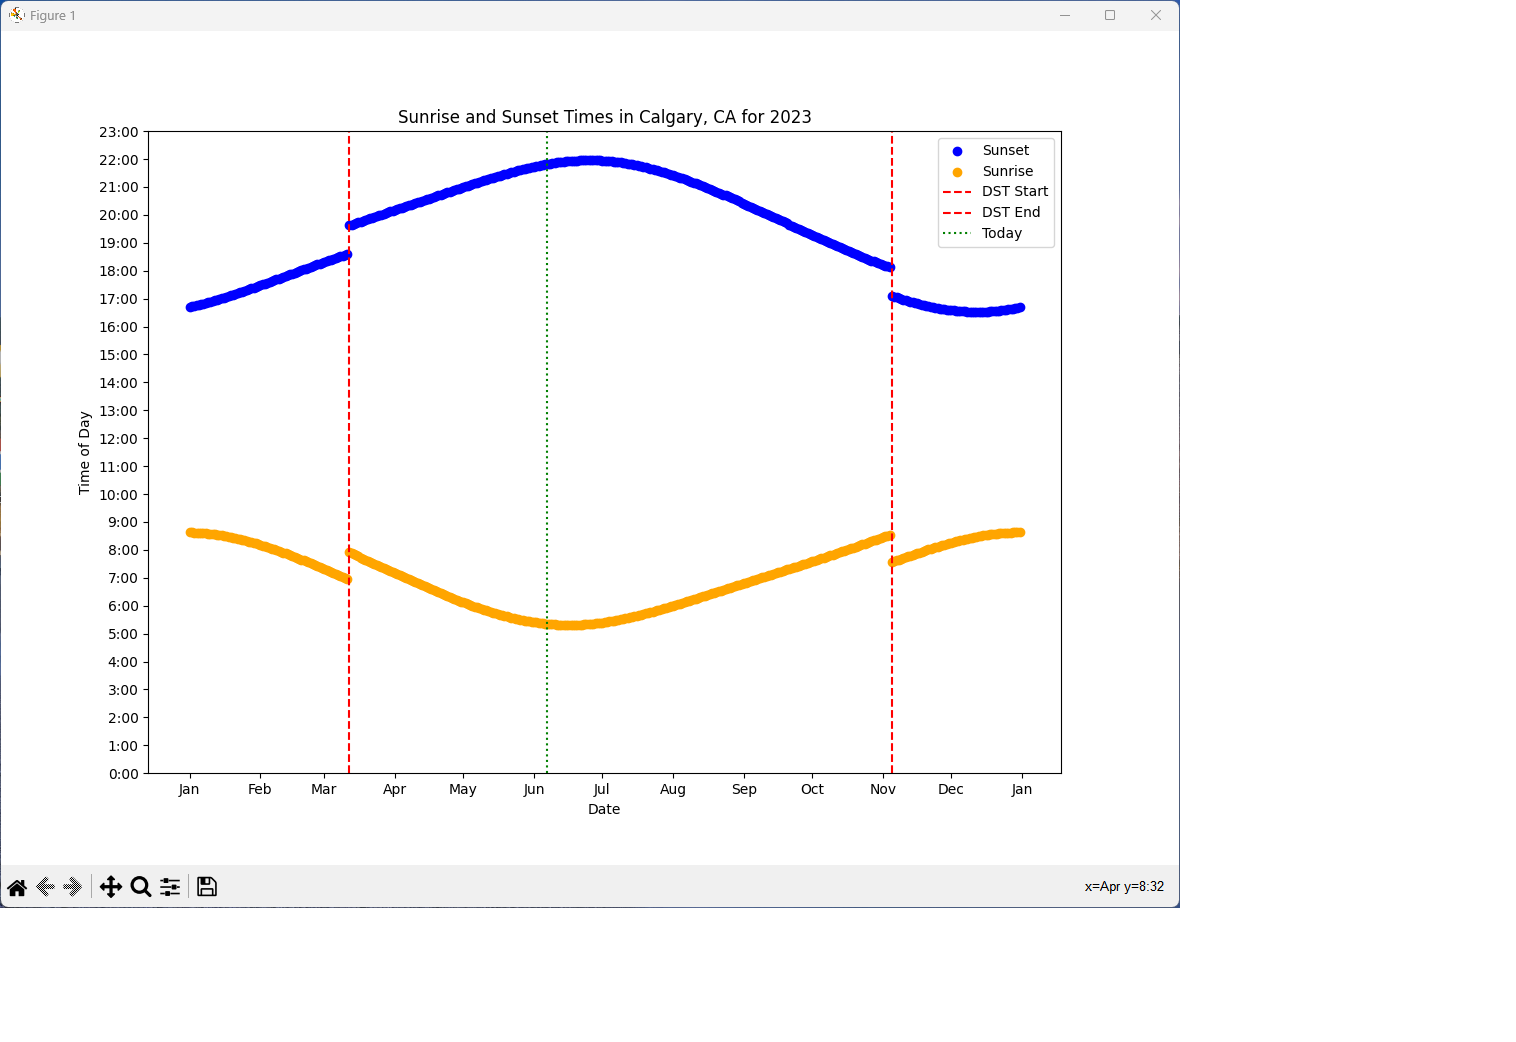 Figure 1
Sunrise and Sunset Times in Calgary, CA for 2023
23:00
22:00
21:00
20:00
19:00
18:00
17:00
16:00
15:00
14:00
13:00
12:00
11:00
10:00
9:00
8:00
7:00
6:00
5:00
4:00
3:00
2:00
1:00
0:00
Time of Day
Sunset
Sunrise
DST Start
DST End
Today
Jan Feb Mar Apr May Jun Jul Aug Sep Oct Nov Dec Jan
Date
x=Apr y=8:32